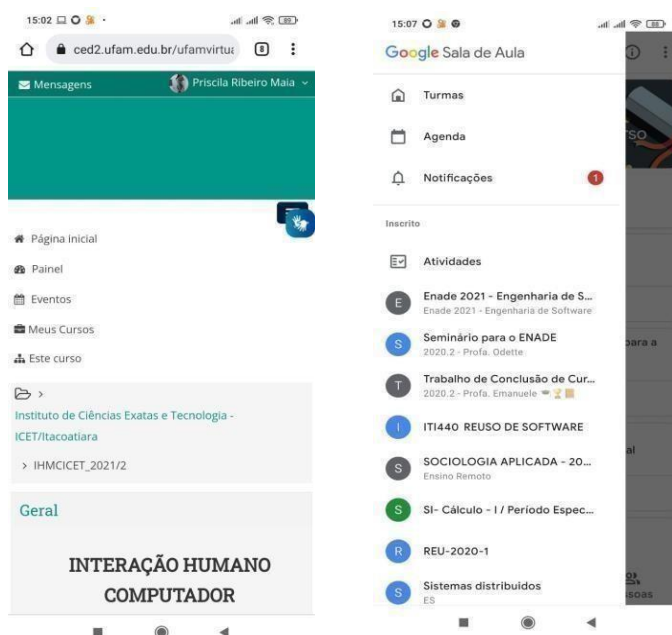 15:02
ced2.ufam.edu.br/ufamvirtua
8
Mensagens
Priscila Ribeiro Maia
Página inicial
Painel
Eventos
Meus Cursos
Este curso
Instituto de Ciências Exatas e Tecnologia -
ICET/Itacoatiara
> IHMCICET_2021/2
Geral
INTERAÇÃO HUMANO
COMPUTADOR
15:07
Google Sala de Aula
Turmas
Agenda
Notificações
1
Inscrito
Atividades
E
Enade 2021 - Engenharia de S...
Enade 2021 - Engenharia de Software
S
Seminário para o ENADE
2020.2 - Profa. Odette
T
Trabalho de Conclusão de Cur...
2020.2 - Profa. Emanuele
I
ITI440 REUSO DE SOFTWARE
S
SOCIOLOGIA APLICADA - 20...
Ensino Remoto
S
SI- Cálculo - I / Período Espec...
R
REU-2020-1
S
Sistemas distribuidos
ES
para a